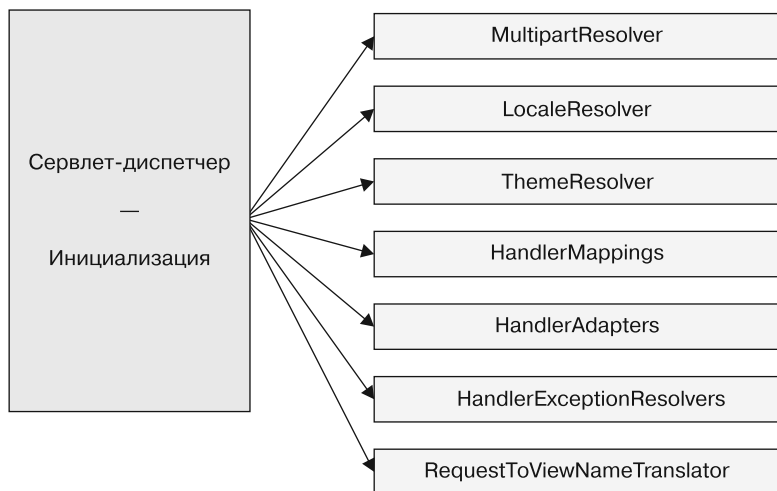 Сервлет-диспетчер
—
Инициализация
MultipartResolver
LocaleResolver
ThemeResolver
HandlerMappings
HandlerAdapters
HandlerExceptionResolvers
RequestToViewNameTranslator